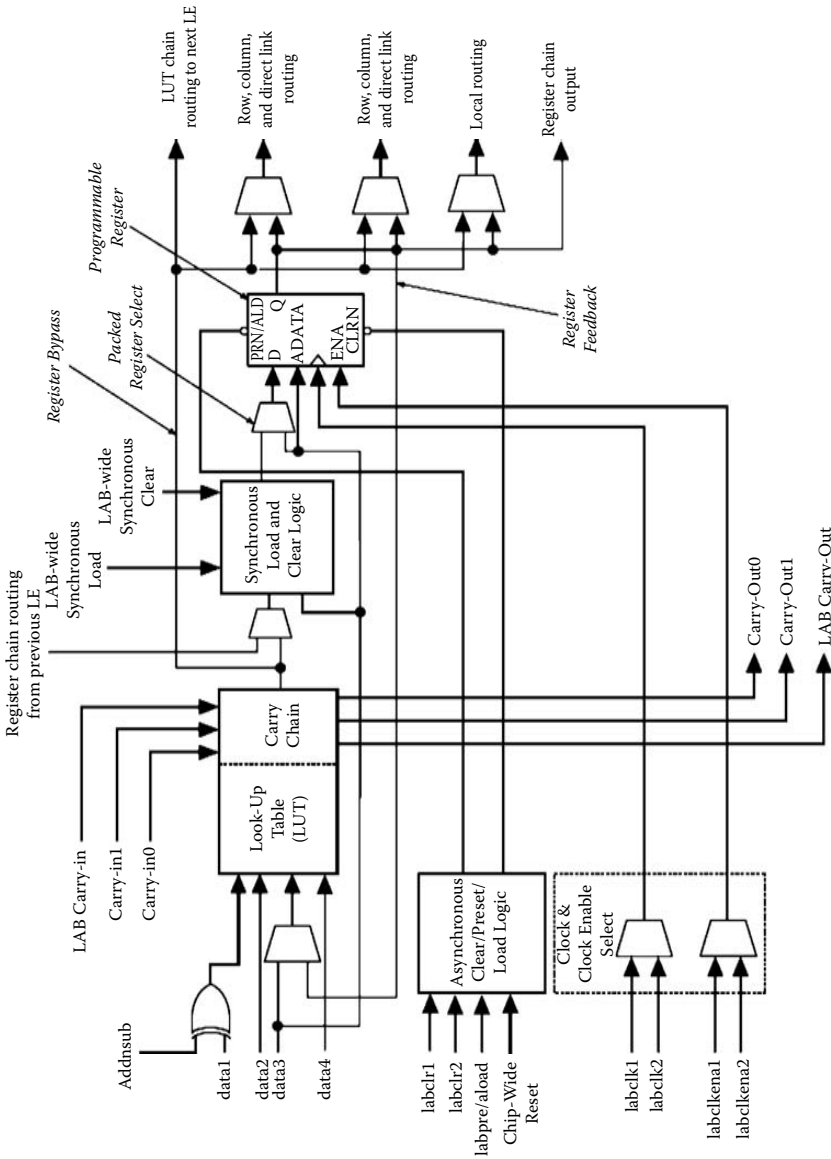 Register chain routing
from previous LE
LAB-wide
Synchronous
Load
LAB-wide
Synchronous
Clear
Register Bypass
Packed
Register Select
Programmable
Register
LUT chain
routing to next LE
Row, column,
and direct link
routing
Row, column,
and direct link
routing
Local routing
Register chain
output
LAB Carry-in
Carry-in1
Carry-in0
Addnsub
data1
data2
data3
data4
Look-Up
Table
(LUT)
Carry
Chain
Synchronous
Load and
Clear Logic
PRN/ALD
D
Q
ADATA
ENA
CLRN
Register
Feedback
labclr1
labclr2
labpre/aload
Chip-Wide
Reset
Asynchronous
Clear/Preset/
Load Logic
Clock &
Clock Enable
Select
labclk1
labclk2
labclkena1
labclkena2
Carry-Out0
Carry-Out1
LAB Carry-Out